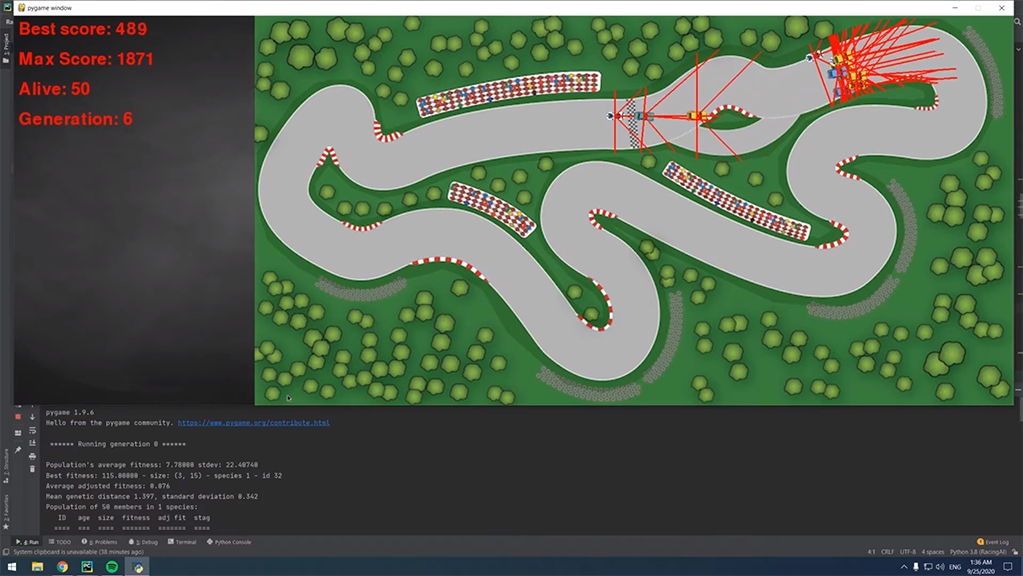 pygame window
Best score: 489
Max Score: 1871
Alive: 50
Generation: 6
Project
pygame 1.9.6
Hello from the pygame community. https://www.pygame.org/contribute.html
****** Running generation 0 ******
Population's average fitness: 7.78000 stdev: 22.40748
Best fitness: 115.00000 - size: (3, 15) - species 1 - id 32
Average adjusted fitness: 0.076
Mean genetic distance 1.397, standard deviation 0.342
Population of 50 members in 1 species:
ID age size fitness adj fit stag
==== === ==== ======= ======= ====
Structure
Favorites
4: Run TODO 6: Problems 5: Debug Terminal Python Console Event Log
System clipboard is unavailable (38 minutes ago) 4:1 CRLF UTF-8 4 spaces Python 3.8 (RacingAI)
ENG 1:36 AM
9/25/2020